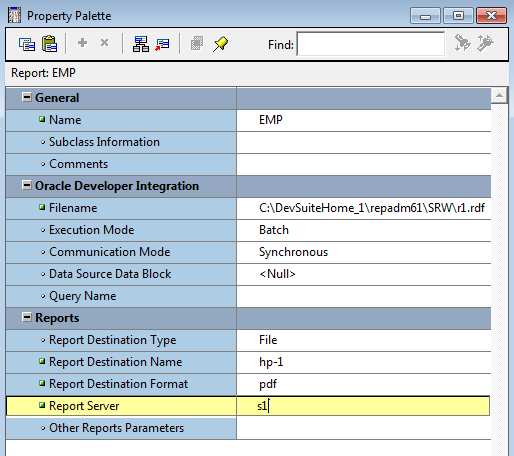 Property Palette
Find:
Report: EMP
General
Name EMP
Subclass Information
Comments
Oracle Developer Integration
Filename C:\DevSuiteHome_1\repadm61\SRW\r1.rdf
Execution Mode Batch
Communication Mode Synchronous
Data Source Data Block <Null>
Query Name
Reports
Report Destination Type File
Report Destination Name hp-1
Report Destination Format pdf
Report Server s1
Other Reports Parameters